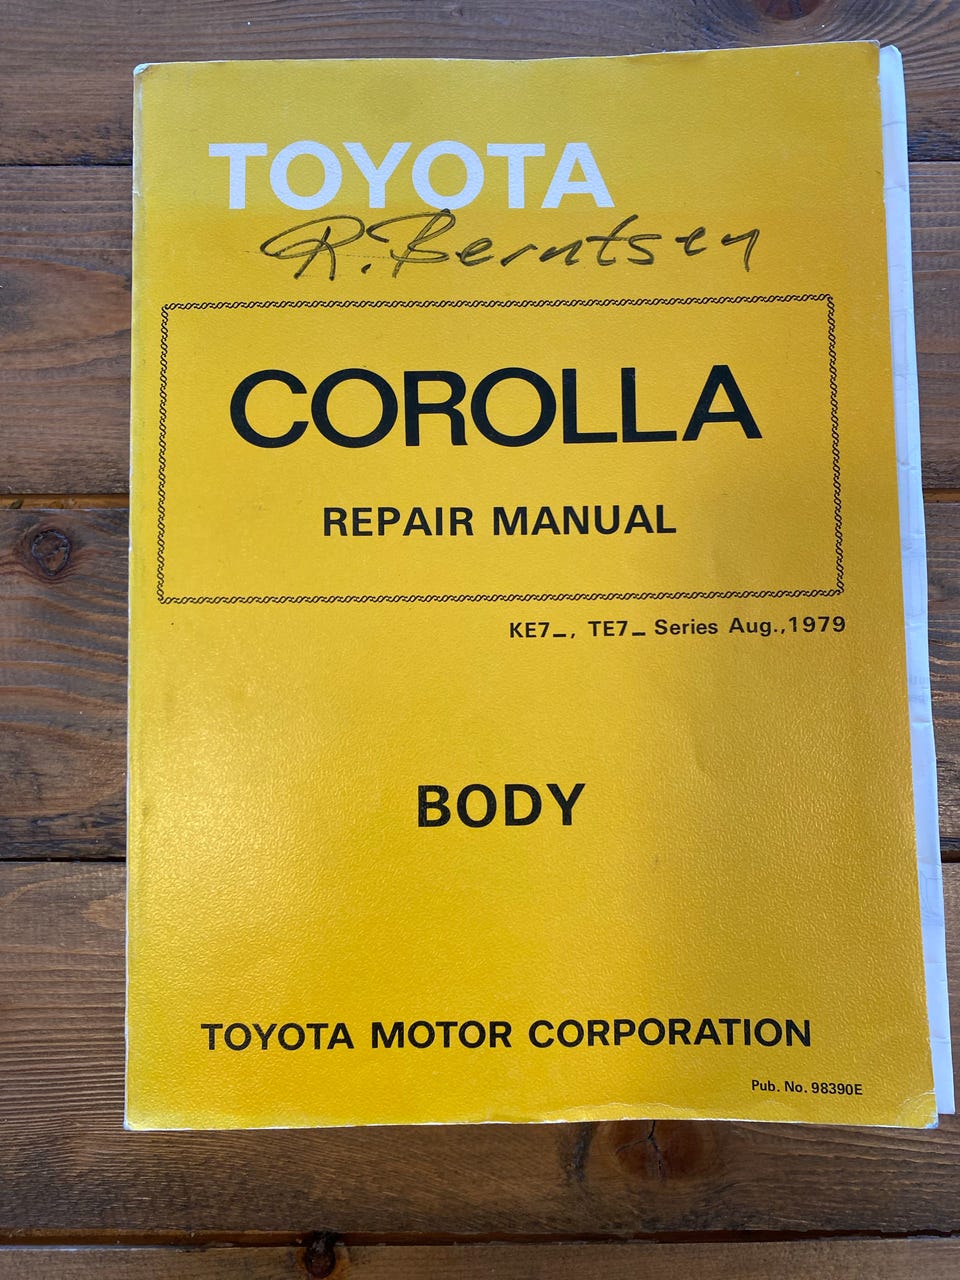 TOYOTA
R. Berntsen
COROLLA
REPAIR MANUAL
KE7_, TE7_ Series Aug.,1979
BODY
TOYOTA MOTOR CORPORATION
Pub. No. 98390E